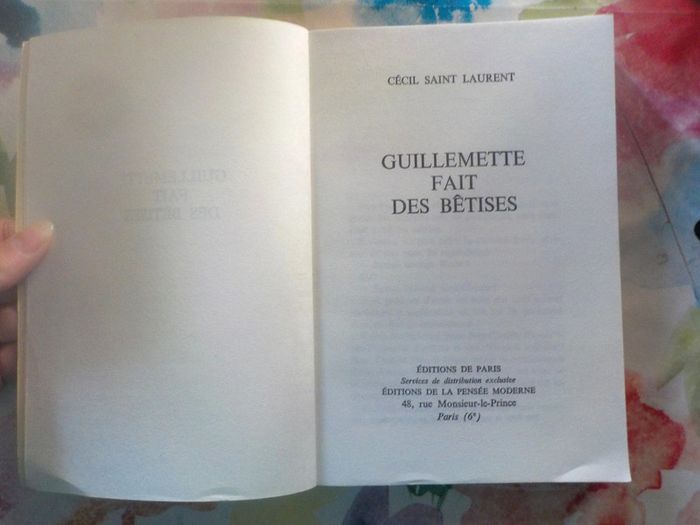 CÉCIL SAINT LAURENT
GUILLEMETTE
FAIT
DES BÊTISES
ÉDITIONS DE PARIS
Services de distribution exclusive
ÉDITIONS DE LA PENSÉE MODERNE
48, rue Monsieur-le-Prince
Paris (6e)